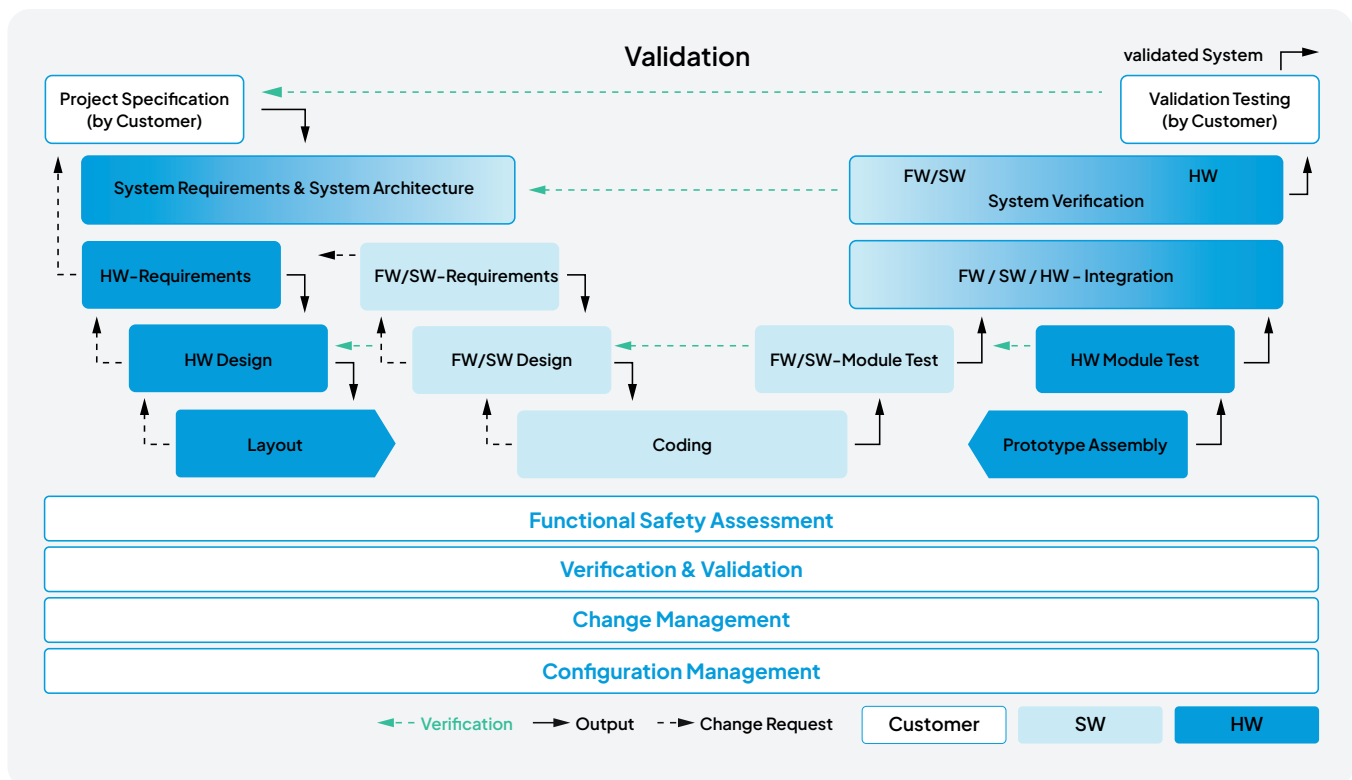 Validation
validated System
Project Specification
(by Customer)
Validation Testing
(by Customer)
System Requirements & System Architecture
FW/SW
HW
System Verification
HW-Requirements
FW/SW-Requirements
FW / SW / HW - Integration
HW Design
FW/SW Design
FW/SW-Module Test
HW Module Test
Layout
Coding
Prototype Assembly
Functional Safety Assessment
Verification & Validation
Change Management
Configuration Management
Verification
Output
Change Request
Customer
SW
HW